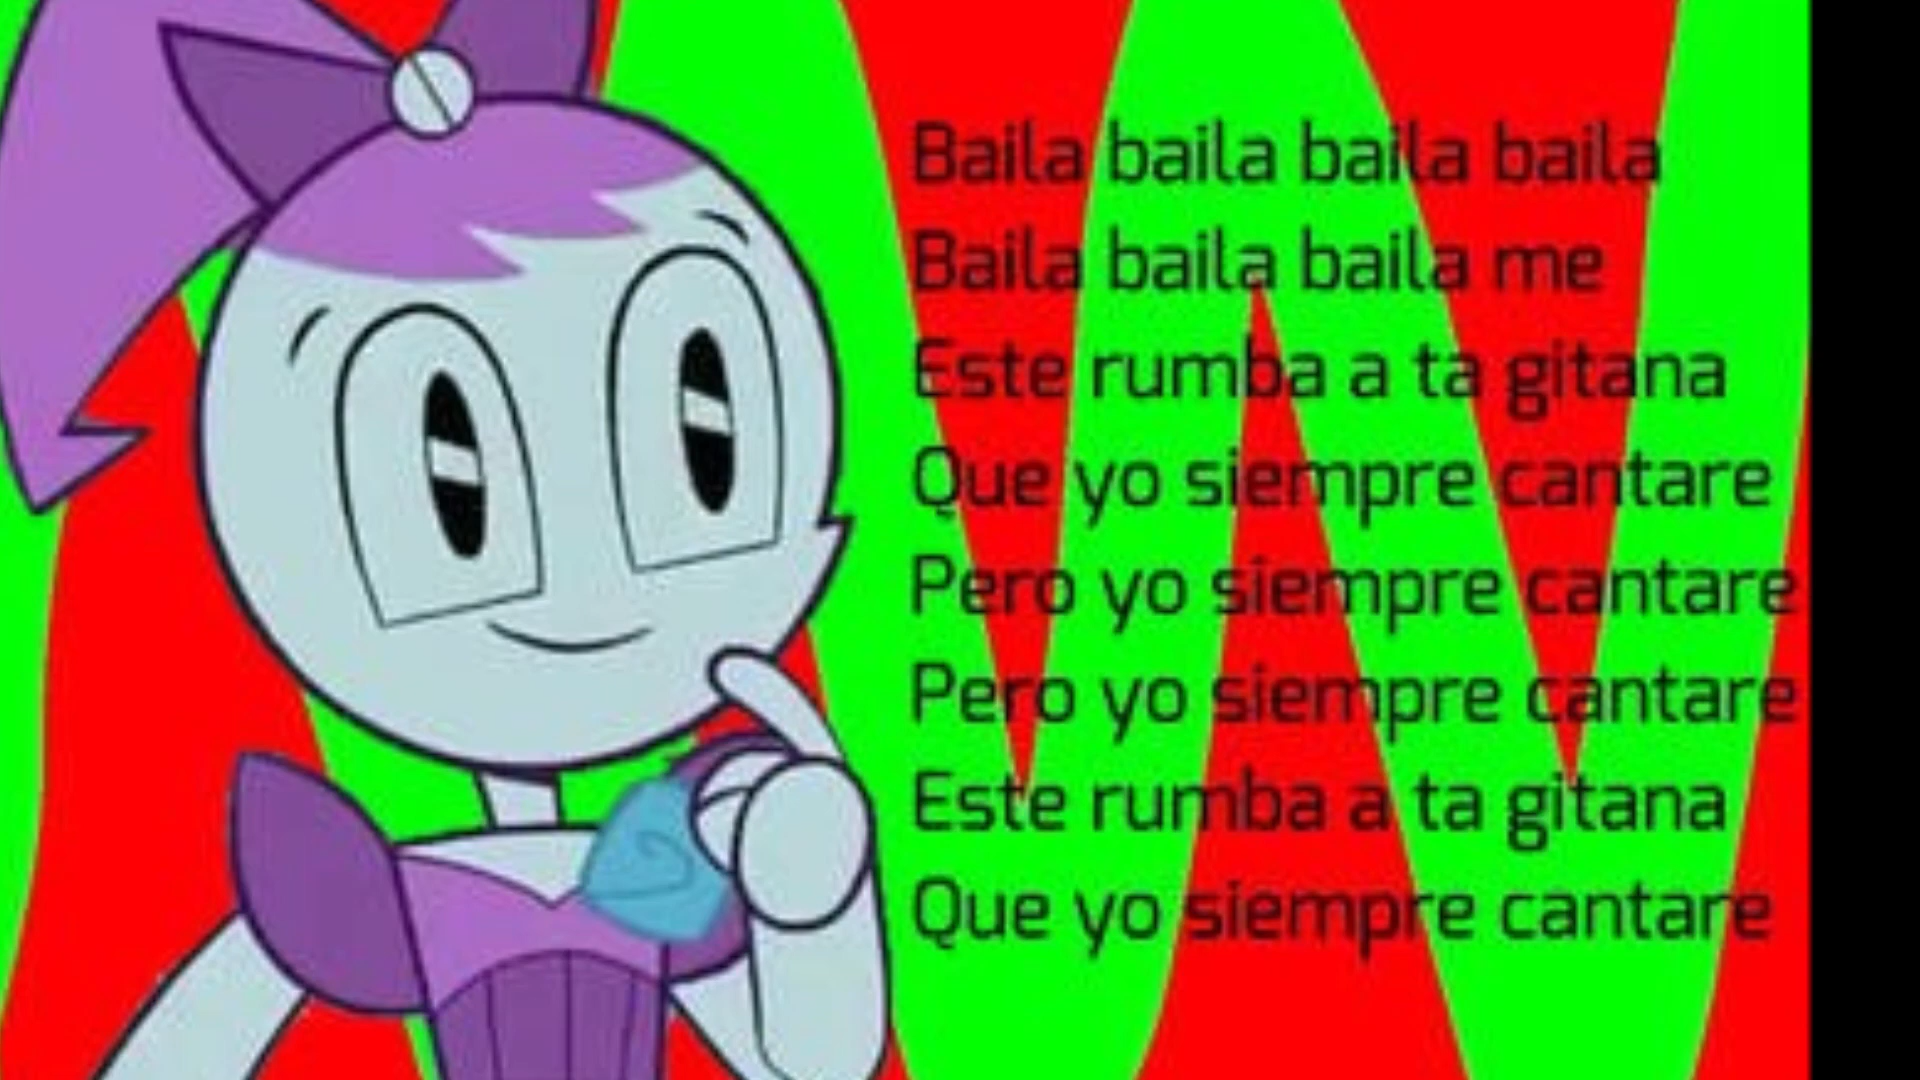 Baila baila baila baila
Baila baila baila me
Este rumba a ta gitana
Que yo siempre cantare
Pero yo siempre cantare
Pero yo siempre cantare
Este rumba a ta gitana
Que yo siempre cantare